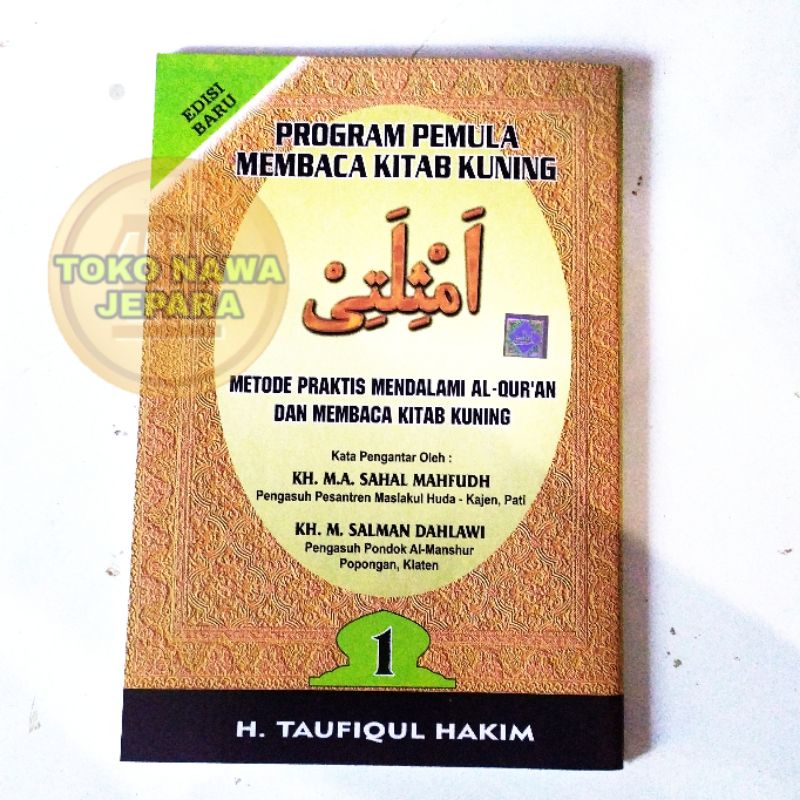 EDISI
BARU
PROGRAM PEMULA
MEMBACA KITAB KUNING
اَمْثِلَتِىْ
TOKO NAWA
JEPARA
METODE PRAKTIS MENDALAMI AL-QUR'AN
DAN MEMBACA KITAB KUNING
Kata Pengantar Oleh :
KH. M.A. SAHAL MAHFUDH
Pengasuh Pesantren Maslakul Huda - Kajen, Pati
KH. M. SALMAN DAHLAWI
Pengasuh Pondok Al-Manshur
Popongan, Klaten
1
H. TAUFIQUL HAKIM